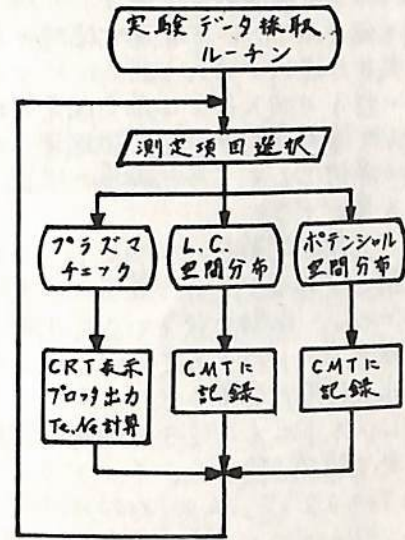 実験データ採取
ルーチン
測定項目選択
プラズマ
チェック
L.C.
空間分布
ポテンシャル
空間分布
CRT表示
プロッタ出力
Te,Ne計算
CMTに
記録
CMTに
記録